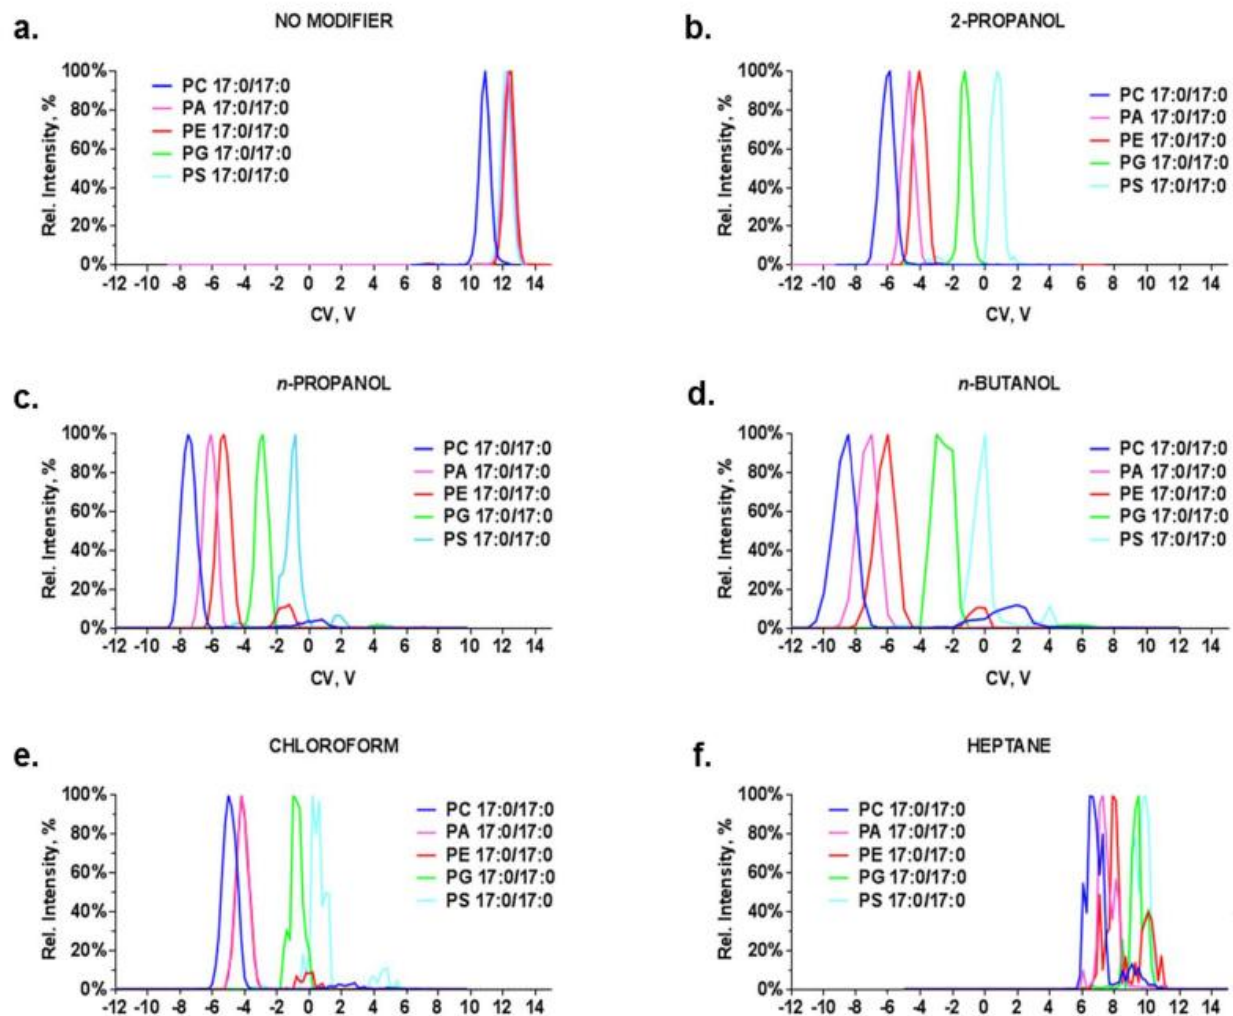 a.
NO MODIFIER
Rel. Intensity, %
100%
80%
60%
40%
20%
0%
PC 17:0/17:0
PA 17:0/17:0
PE 17:0/17:0
PG 17:0/17:0
PS 17:0/17:0
-12 -10 -8 -6 -4 -2 0 2 4 6 8 10 12 14
CV, V
b.
2-PROPANOL
Rel. Intensity, %
100%
80%
60%
40%
20%
0%
PC 17:0/17:0
PA 17:0/17:0
PE 17:0/17:0
PG 17:0/17:0
PS 17:0/17:0
-12 -10 -8 -6 -4 -2 0 2 4 6 8 10 12 14
CV, V
c.
n-PROPANOL
Rel. Intensity, %
100%
80%
60%
40%
20%
0%
PC 17:0/17:0
PA 17:0/17:0
PE 17:0/17:0
PG 17:0/17:0
PS 17:0/17:0
-12 -10 -8 -6 -4 -2 0 2 4 6 8 10 12 14
CV, V
d.
n-BUTANOL
Rel. Intensity, %
100%
80%
60%
40%
20%
0%
PC 17:0/17:0
PA 17:0/17:0
PE 17:0/17:0
PG 17:0/17:0
PS 17:0/17:0
-12 -10 -8 -6 -4 -2 0 2 4 6 8 10 12 14
CV, V
e.
CHLOROFORM
Rel. Intensity, %
100%
80%
60%
40%
20%
0%
PC 17:0/17:0
PA 17:0/17:0
PE 17:0/17:0
PG 17:0/17:0
PS 17:0/17:0
-12 -10 -8 -6 -4 -2 0 2 4 6 8 10 12 14
f.
HEPTANE
Rel. Intensity, %
100%
80%
60%
40%
20%
0%
PC 17:0/17:0
PA 17:0/17:0
PE 17:0/17:0
PG 17:0/17:0
PS 17:0/17:0
-12 -10 -8 -6 -4 -2 0 2 4 6 8 10 12 14